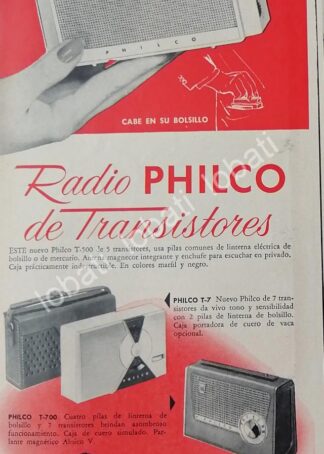 PHILCO
CABE EN SU BOLSILLO
Radio PHILCO
de Transistores
ESTE nuevo Philco T-500 de 5 transistores, usa pilas comunes de linterna eléctrica de
bolsillo o de mercurio. Antena magnecor integrante y enchufe para escuchar en privado.
Caja prácticamente indestructible. En colores marfil y negro.
PHILCO T-7 Nuevo Philco de 7 tran-
sistores da vivo tono y sensibilidad
con 2 pilas de linterna de bolsillo.
Caja portadora de cuero de vaca
opcional.
PHILCO
PHILCO T-700 Cuatro pilas de linterna de
bolsillo y 7 transistores brindan asombroso
funcionamiento. Caja de cuero simulado. Par-
lante magnético Alnico V.
lobati lobati lobati